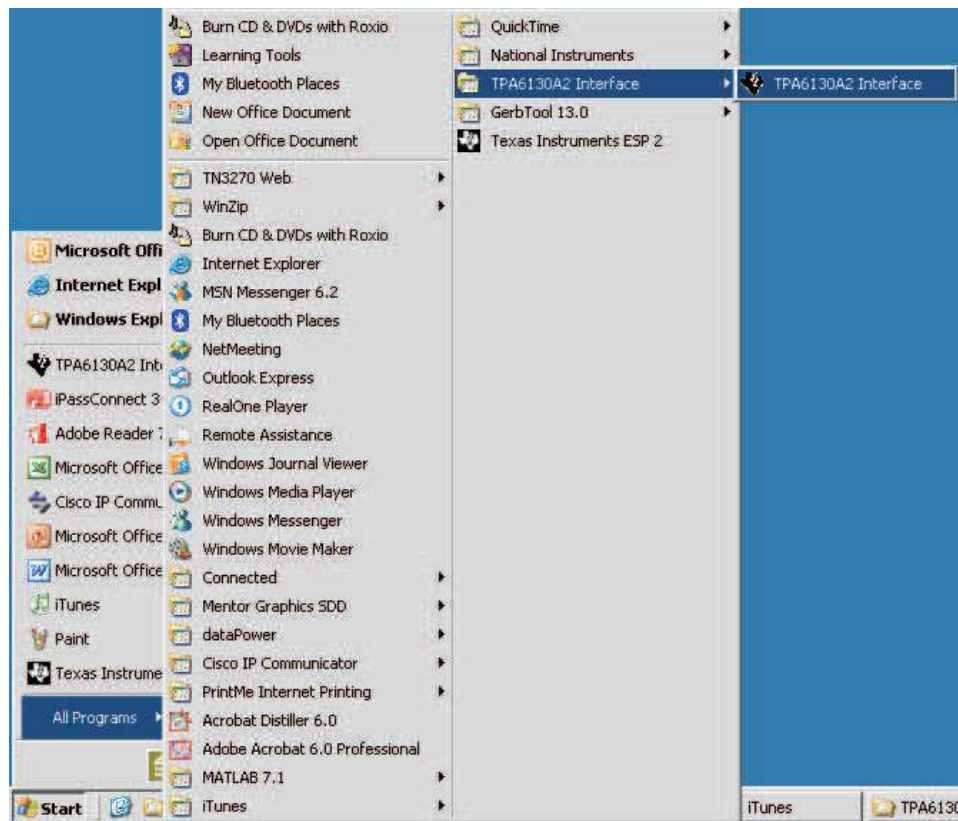 Burn CD & DVDs with Roxio
Learning Tools
My Bluetooth Places
New Office Document
Open Office Document
TN3270 Web
WinZip
Burn CD & DVDs with Roxio
Internet Explorer
MSN Messenger 6.2
My Bluetooth Places
NetMeeting
Outlook Express
RealOne Player
Remote Assistance
Windows Journal Viewer
Windows Media Player
Windows Messenger
Windows Movie Maker
Connected
Mentor Graphics SDD
dataPower
Cisco IP Communicator
PrintMe Internet Printing
Acrobat Distiller 6.0
Adobe Acrobat 6.0 Professional
MATLAB 7.1
iTunes
QuickTime
National Instruments
TPA6130A2 Interface
GerbTool 13.0
Texas Instruments ESP 2
TPA6130A2 Interface
Microsoft Offi
Internet Expl
Windows Expl
TPA6130A2 Int
iPassConnect 3
Adobe Reader 7
Microsoft Office
Cisco IP Commu
Microsoft Office
Microsoft Office
iTunes
Paint
Texas Instrume
All Programs
Start
iTunes
TPA6130